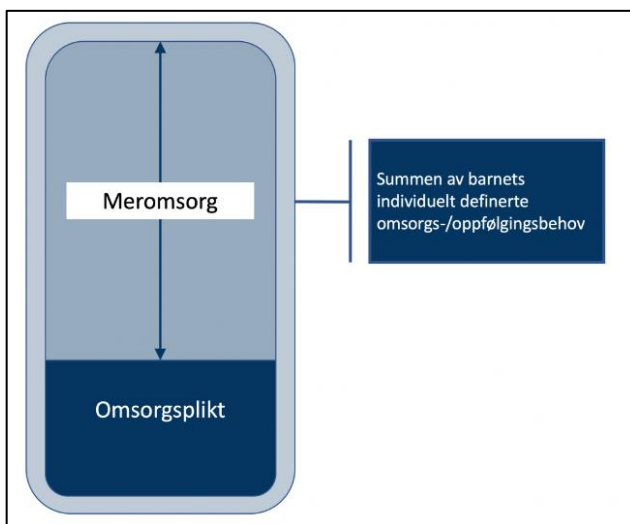 Meromsorg
Summen av barnets
individuelt definerte
omsorgs-/oppfølgingsbehov
Omsorgsplikt